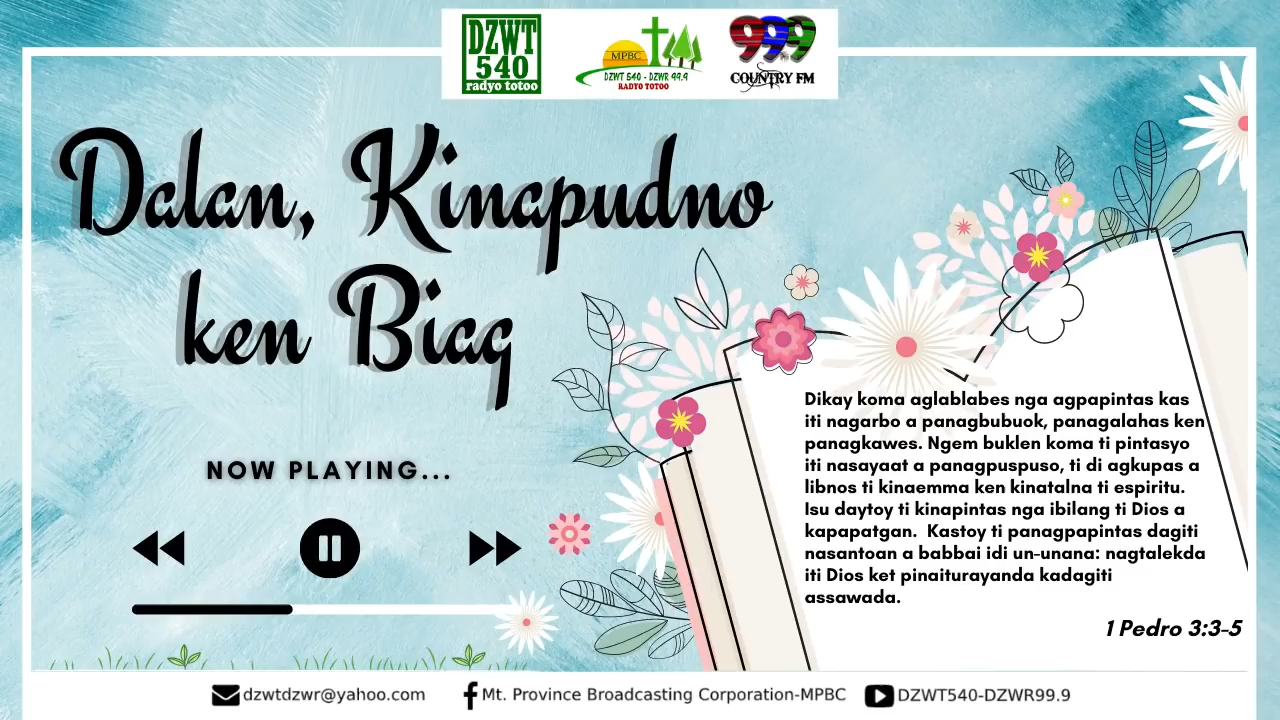 DZWT
540
radyo totoo
MPBC
DZWT 540 - DZWR 99.9
RADYO TOTOO
99.9
COUNTRY FM
Dalan, Kinapudno
ken Biag
NOW PLAYING...
Dikay koma aglablabes nga agpapintas kas
iti nagarbo a panagbubuok, panagalahas ken
panagkawes. Ngem buklen koma ti pintasyo
iti nasayaat a panagpuspuso, ti di agkupas a
libnos ti kinaemma ken kinatalna ti espiritu.
Isu daytoy ti kinapintas nga ibilang ti Dios a
kapapatgan. Kastoy ti panagpapintas dagiti
nasantoan a babbai idi un-unana: nagtalekda
iti Dios ket pinaiturayanda kadagiti
assawada.
1 Pedro 3:3-5
dzwtdzwr@yahoo.com
Mt. Province Broadcasting Corporation-MPBC
DZWT540-DZWR99.9